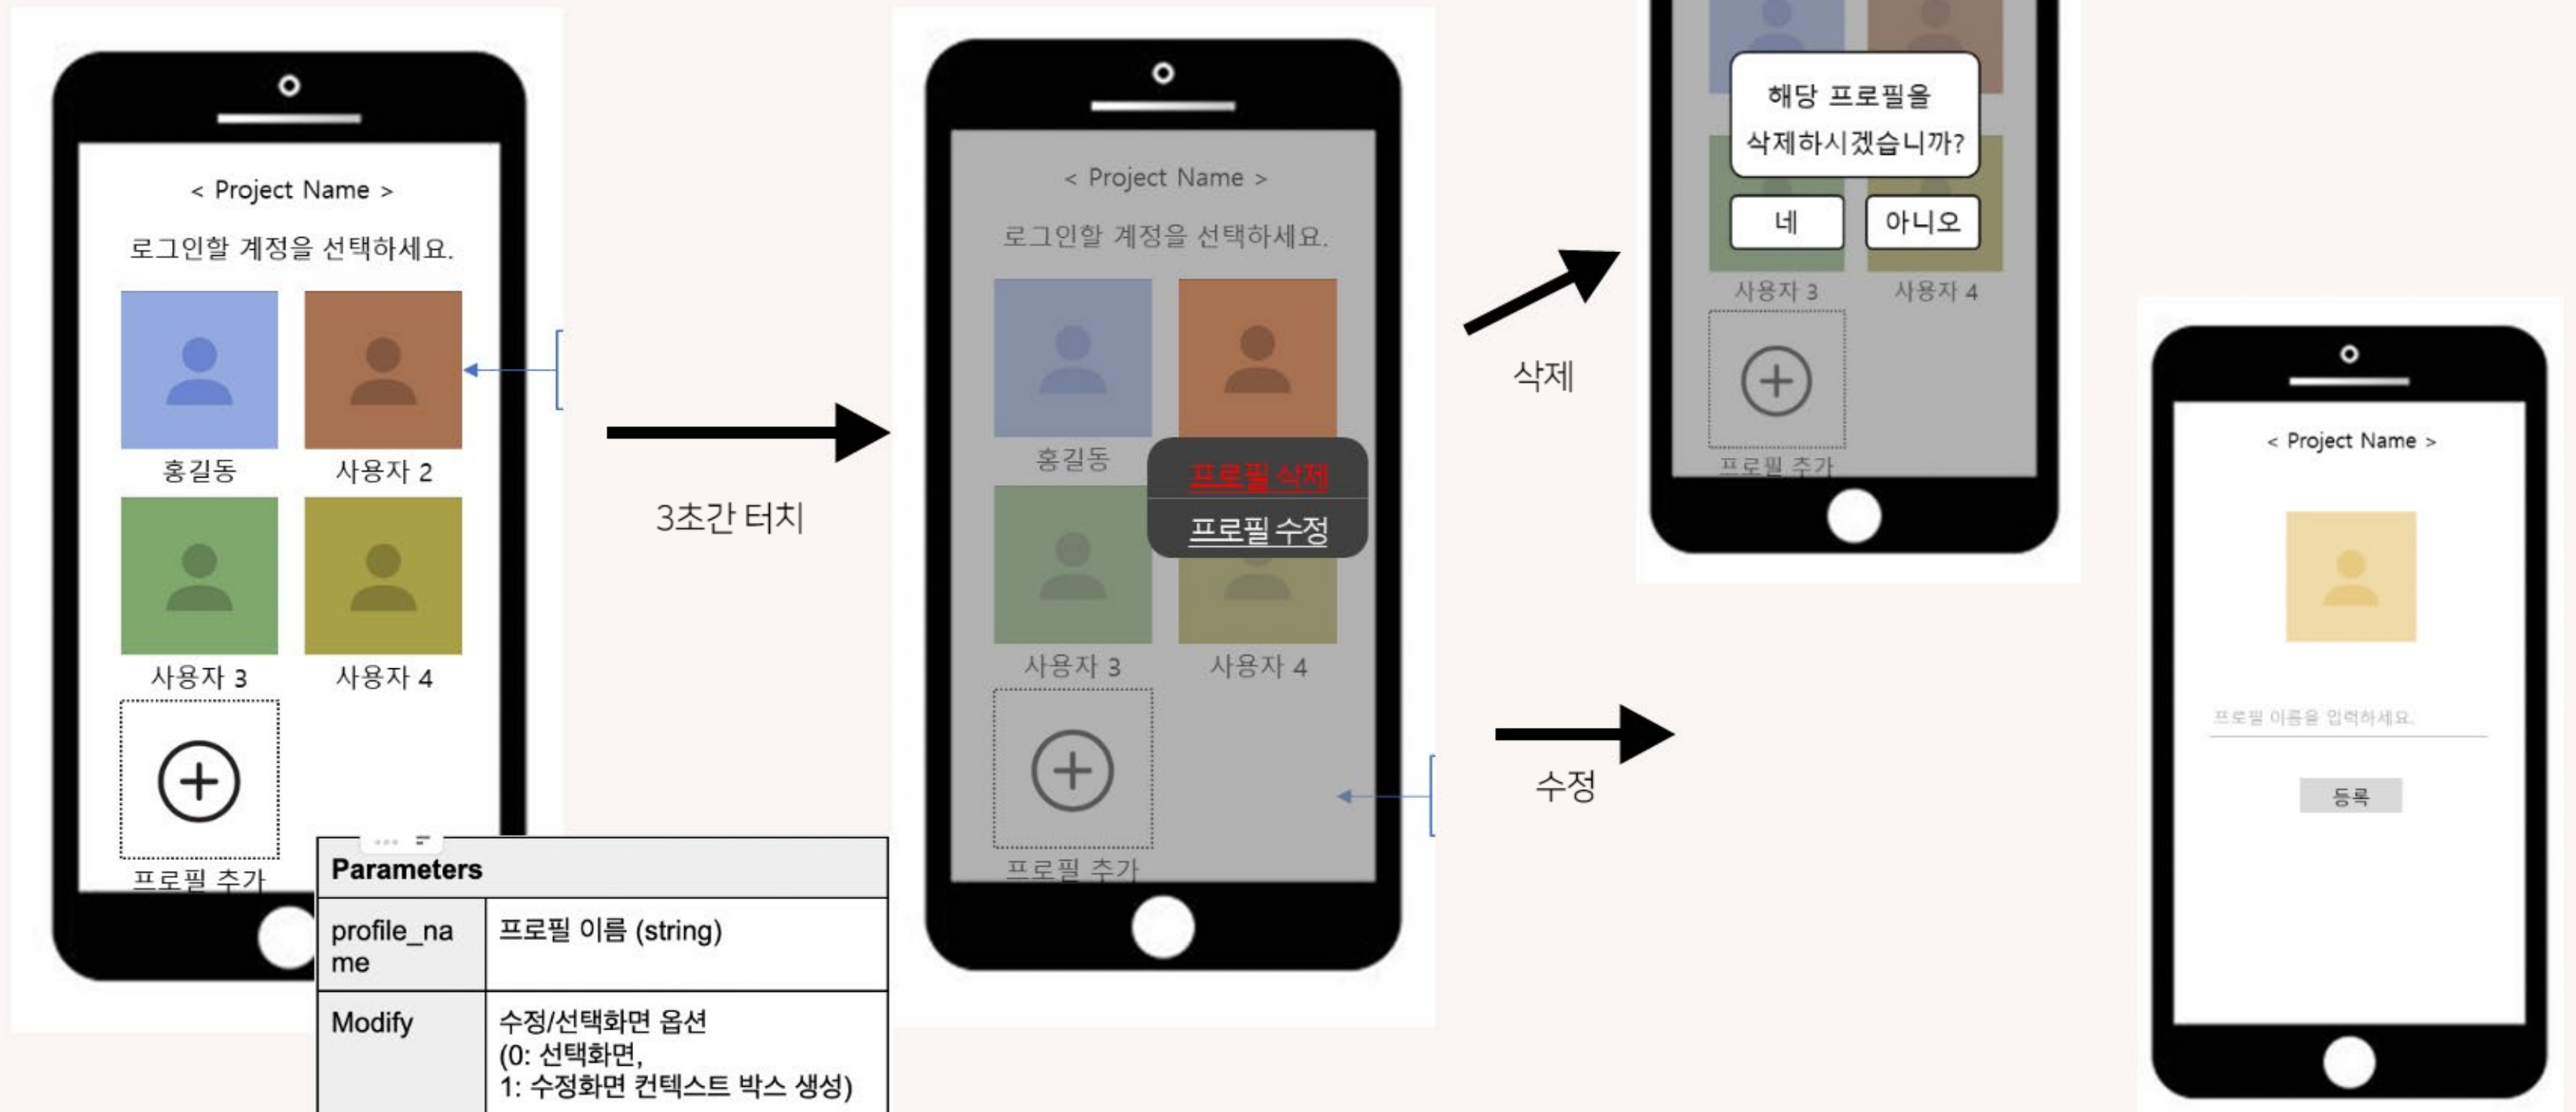 < Project Name >
로그인할 계정을 선택하세요.
홍길동
사용자 2
사용자 3
사용자 4
프로필 추가
Parameters
profile_na
me
프로필 이름 (string)
Modify
수정/선택화면 옵션
(0: 선택화면,
1: 수정화면 컨텍스트 박스 생성)
3초간 터치
< Project Name >
로그인할 계정을 선택하세요.
홍길동
프로필 삭제
프로필 수정
사용자 3
사용자 4
프로필 추가
삭제
해당 프로필을
삭제하시겠습니까?
네
아니오
사용자 3
사용자 4
프로필 추가
수정
< Project Name >
프로필 이름을 입력하세요.
등록